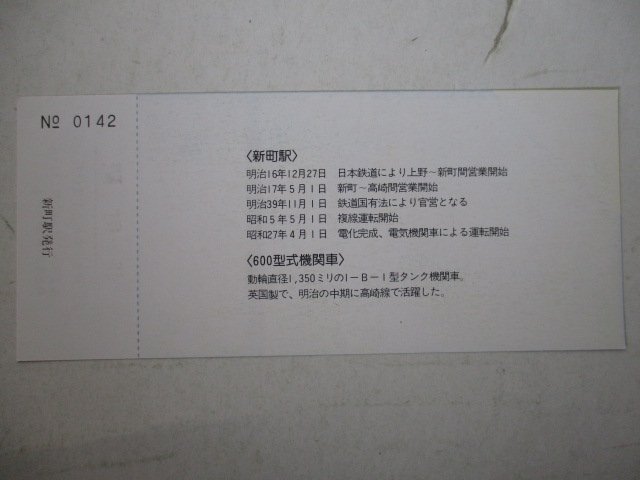 № 0142
新町駅発行
〈新町駅〉
明治16年12月27日 日本鉄道により上野~新町間営業開始
明治17年5月1日 新町~高崎間営業開始
明治39年11月1日 鉄道国有法により官営となる
昭和5年5月1日 複線運転開始
昭和27年4月1日 電化完成、電気機関車による運転開始
〈600型式機関車〉
動輪直径1,350ミリの1-B-1型タンク機関車。
英国製で、明治の中期に高崎線で活躍した。